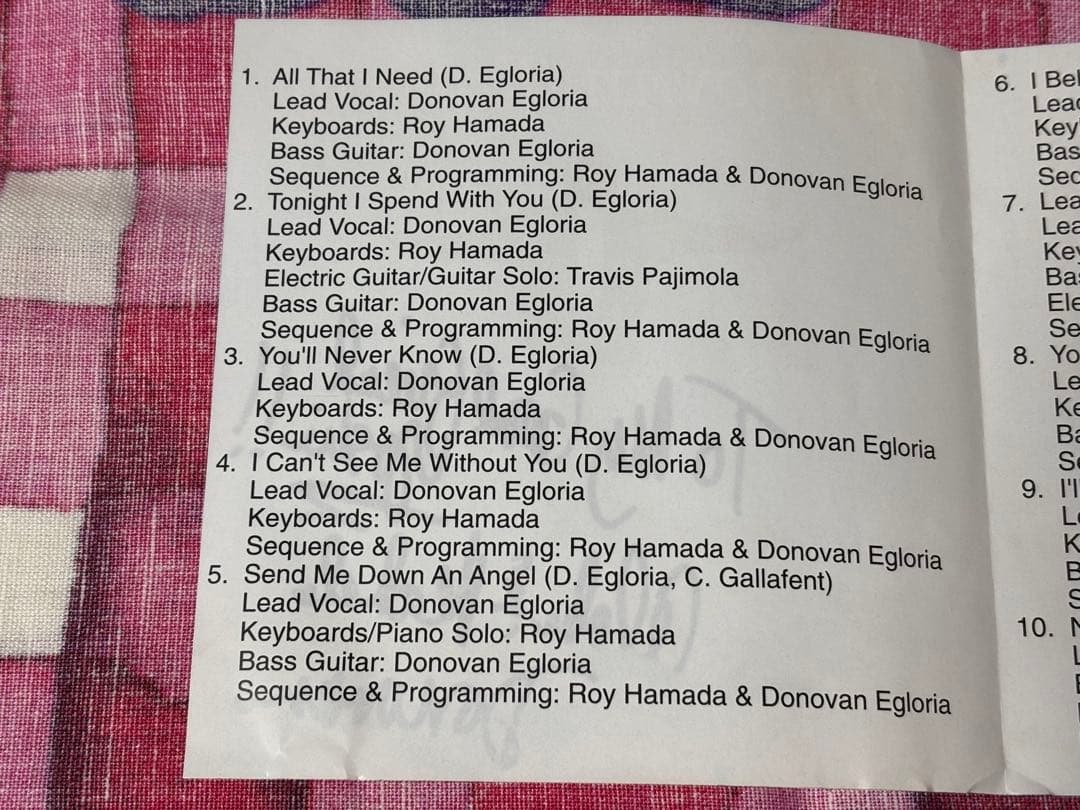 1. All That I Need (D. Egloria)
Lead Vocal: Donovan Egloria
Keyboards: Roy Hamada
Bass Guitar: Donovan Egloria
Sequence & Programming: Roy Hamada & Donovan Egloria
2. Tonight I Spend With You (D. Egloria)
Lead Vocal: Donovan Egloria
Keyboards: Roy Hamada
Electric Guitar/Guitar Solo: Travis Pajimola
Bass Guitar: Donovan Egloria
Sequence & Programming: Roy Hamada & Donovan Egloria
3. You'll Never Know (D. Egloria)
Lead Vocal: Donovan Egloria
Keyboards: Roy Hamada
Sequence & Programming: Roy Hamada & Donovan Egloria
4. I Can't See Me Without You (D. Egloria)
Lead Vocal: Donovan Egloria
Keyboards: Roy Hamada
Sequence & Programming: Roy Hamada & Donovan Egloria
5. Send Me Down An Angel (D. Egloria, C. Gallafent)
Lead Vocal: Donovan Egloria
Keyboards/Piano Solo: Roy Hamada
Bass Guitar: Donovan Egloria
Sequence & Programming: Roy Hamada & Donovan Egloria
6. I
7.
8.
9.
10.